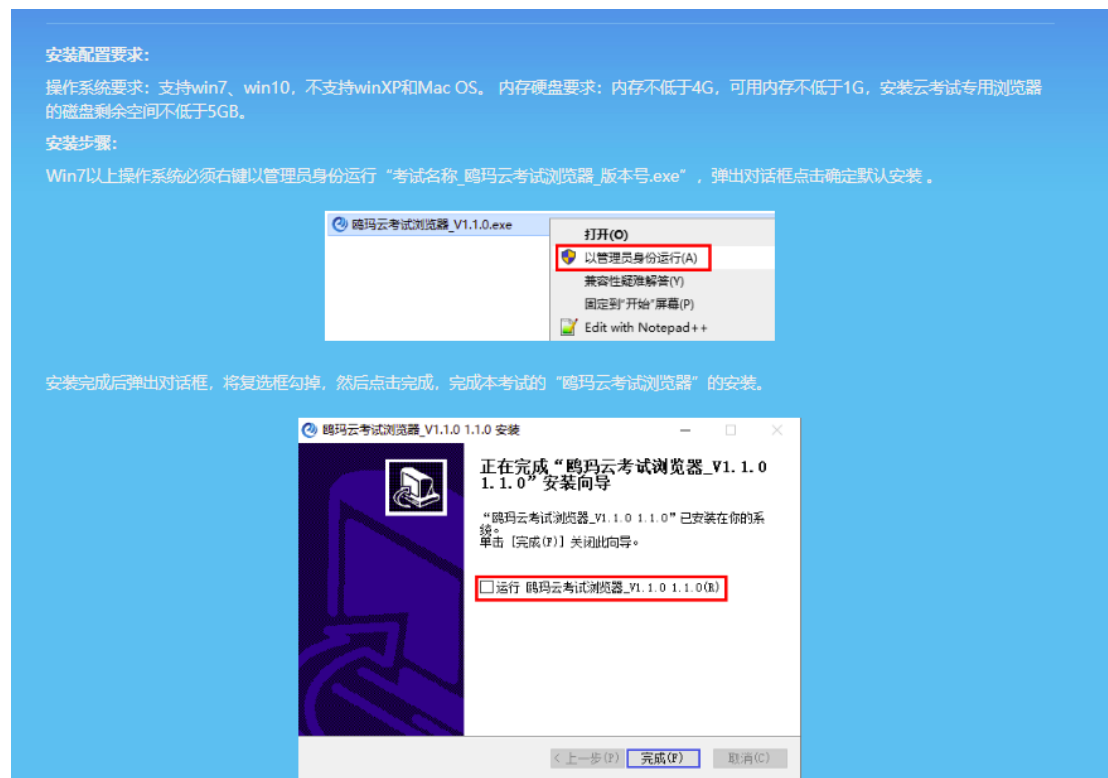 安装配置要求：
操作系统要求：支持win7、win10，不支持winXP和Mac OS。 内存硬盘要求：内存不低于4G，可用内存不低于1G，安装云考试专用浏览器
的磁盘剩余空间不低于5GB。
安装步骤：
Win7以上操作系统必须右键以管理员身份运行“考试名称_鸥玛云考试浏览器_版本号.exe”，弹出对话框点击确定默认安装 。
鸥玛云考试浏览器_V1.1.0.exe
打开(O)
以管理员身份运行(A)
兼容性疑难解答(Y)
固定到"开始"屏幕(P)
Edit with Notepad++
安装完成后弹出对话框，将复选框勾掉，然后点击完成，完成本考试的“鸥玛云考试浏览器”的安装。
鸥玛云考试浏览器_V1.1.0 1.1.0 安装
正在完成“鸥玛云考试浏览器_V1.1.0
1.1.0”安装向导
“鸥玛云考试浏览器_V1.1.0 1.1.0”已安装在你的系
统。
单击 [完成(F)] 关闭此向导。
运行 鸥玛云考试浏览器_V1.1.0 1.1.0(R)
< 上一步(P) 完成(F) 取消(C)